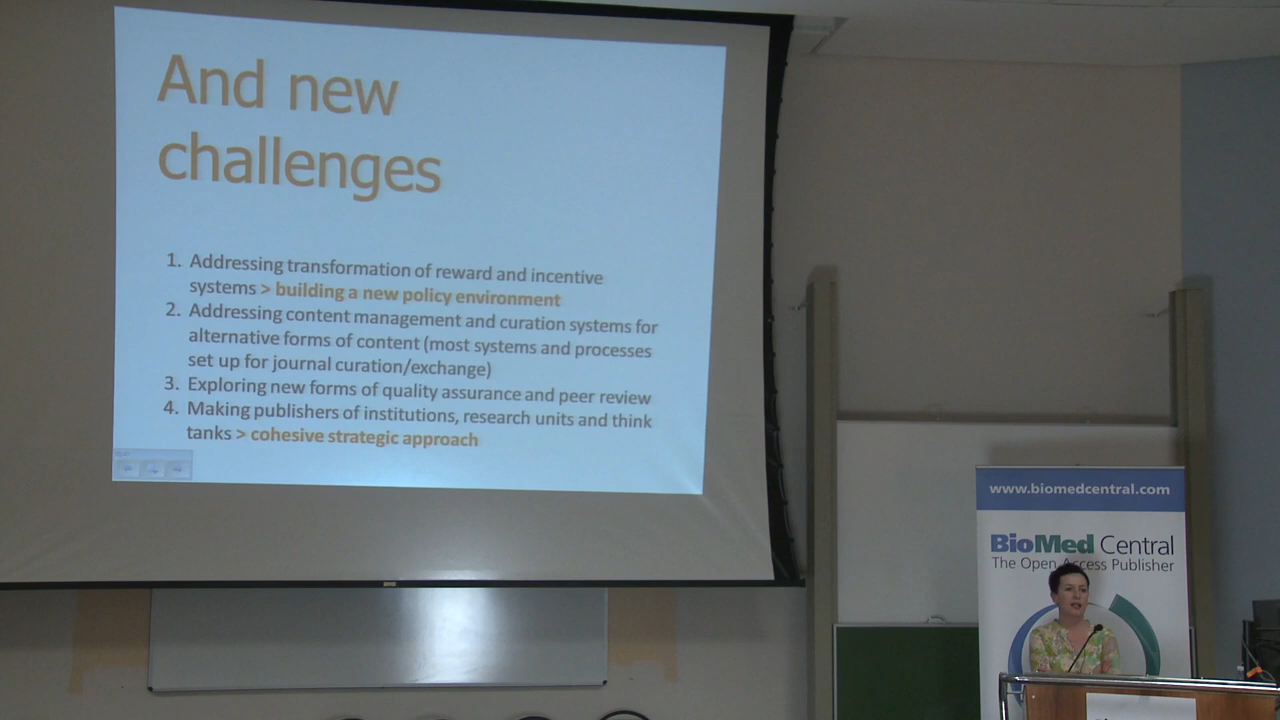 And new
challenges
1. Addressing transformation of reward and incentive
systems > building a new policy environment
2. Addressing content management and curation systems for
alternative forms of content (most systems and processes
set up for journal curation/exchange)
3. Exploring new forms of quality assurance and peer review
4. Making publishers of institutions, research units and think
tanks > cohesive strategic approach
www.biomedcentral.com
BioMed Central
The Open Access Publisher